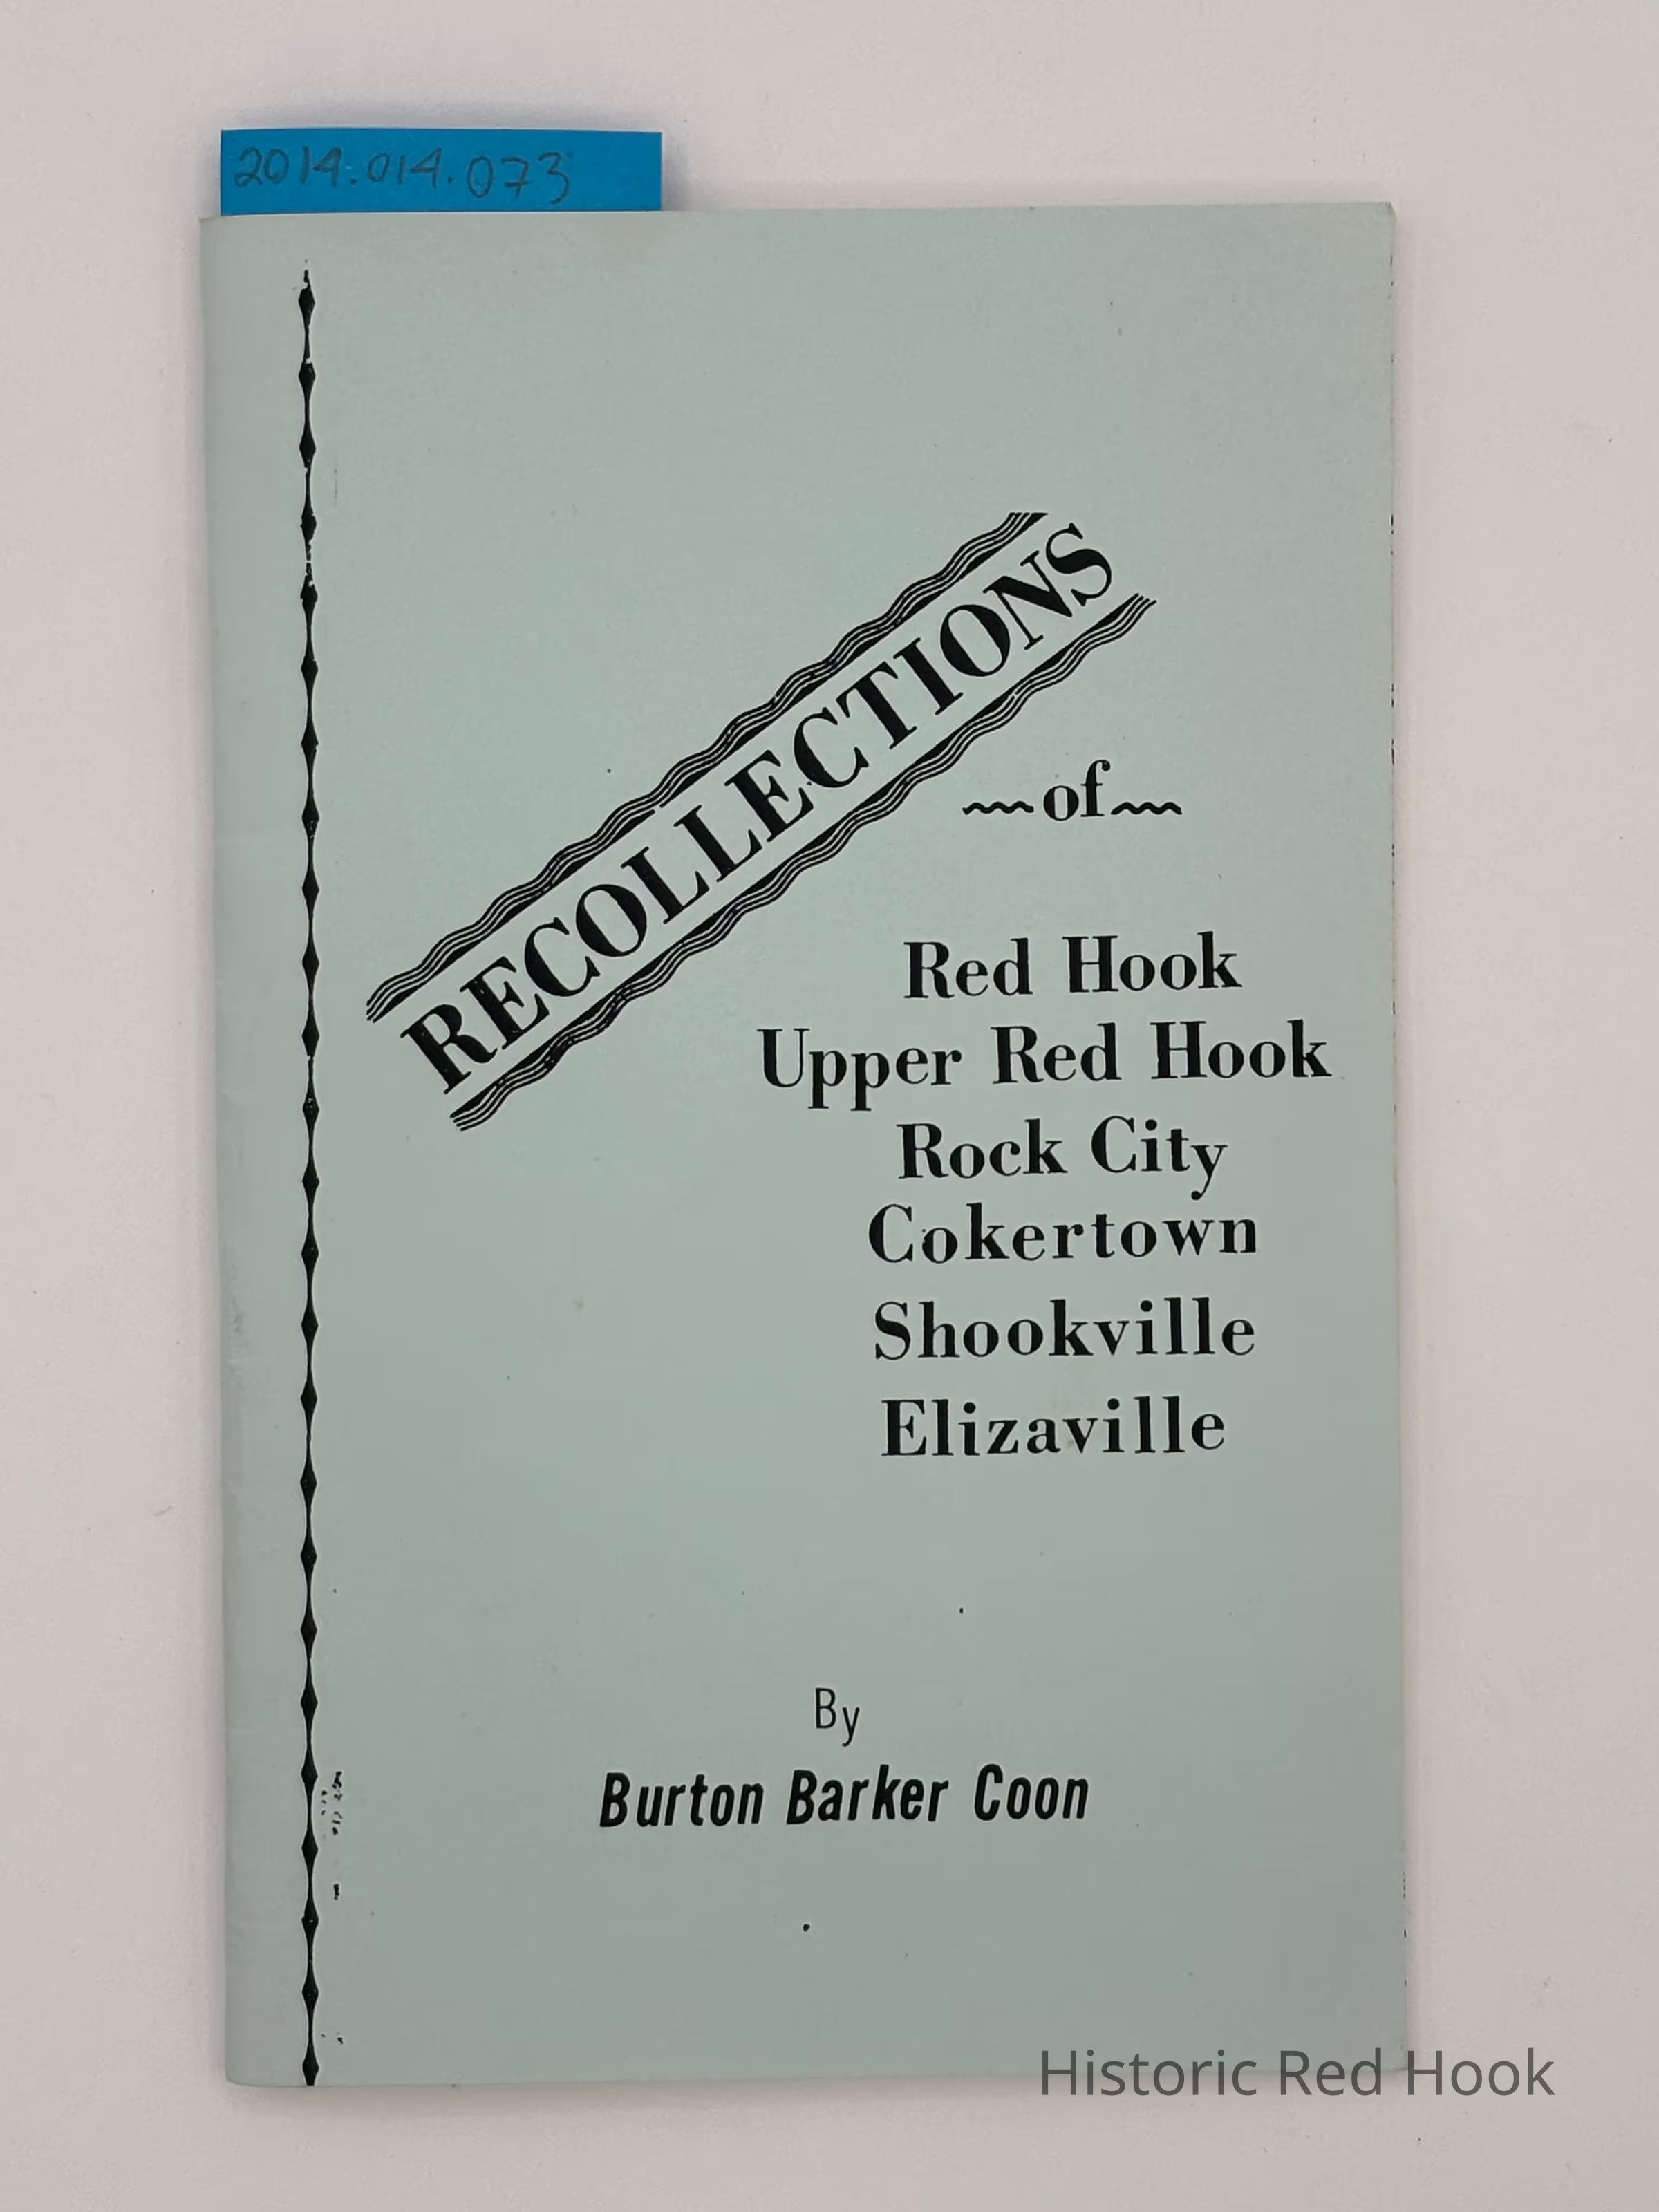 2014.014.073
RECOLLECTIONS
of
Red Hook
Upper Red Hook
Rock City
Cokertown
Shookville
Elizaville
By
Burton Barker Coon
Historic Red Hook